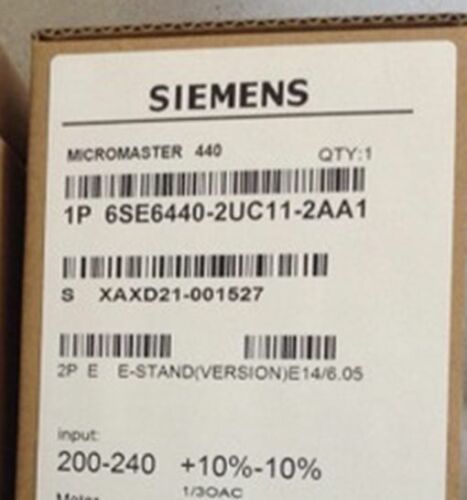 SIEMENS
MICROMASTER 440 QTY:1
1P 6SE6440-2UC11-2AA1
S XAXD21-001527
2P E E-STAND(VERSION)E14/6.05
input:
200-240 +10%-10%
1/3OAC
Motor